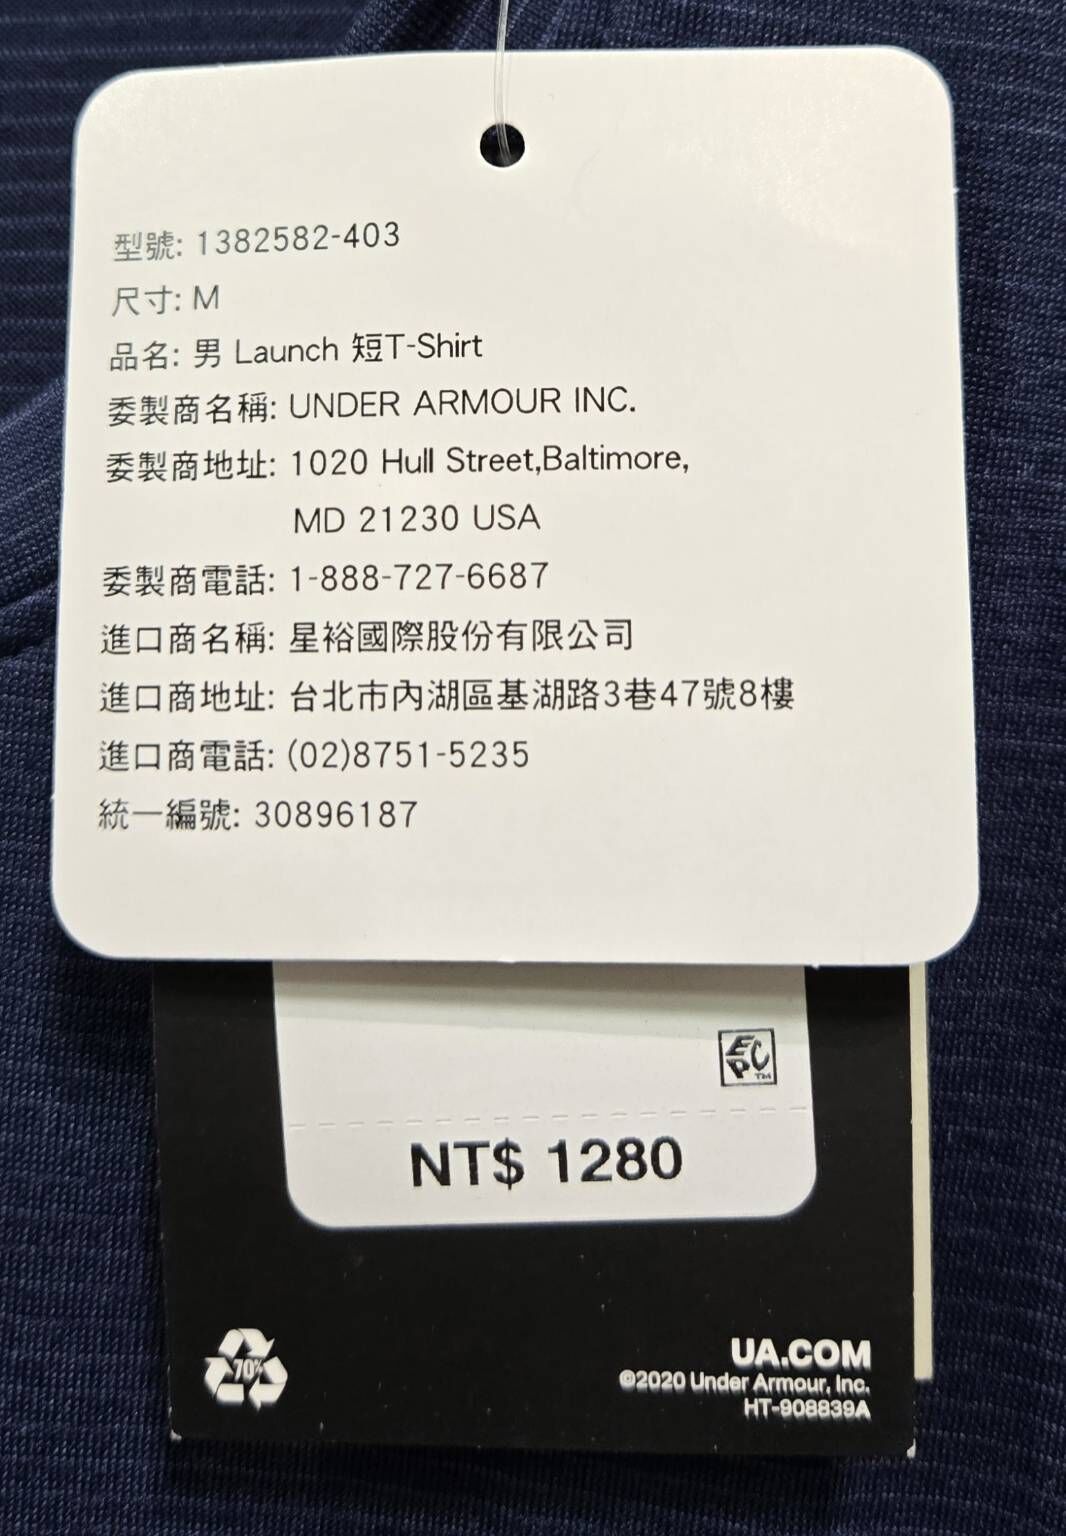 型號: 1382582-403
尺寸: M
品名: 男 Launch 短T-Shirt
委製商名稱: UNDER ARMOUR INC.
委製商地址: 1020 Hull Street,Baltimore,
MD 21230 USA
委製商電話: 1-888-727-6687
進口商名稱: 星裕國際股份有限公司
進口商地址: 台北市內湖區基湖路3巷47號8樓
進口商電話: (02)8751-5235
統一編號: 30896187
EPC™
NT$ 1280
70%
UA.COM
©2020 Under Armour, Inc.
HT-908839A